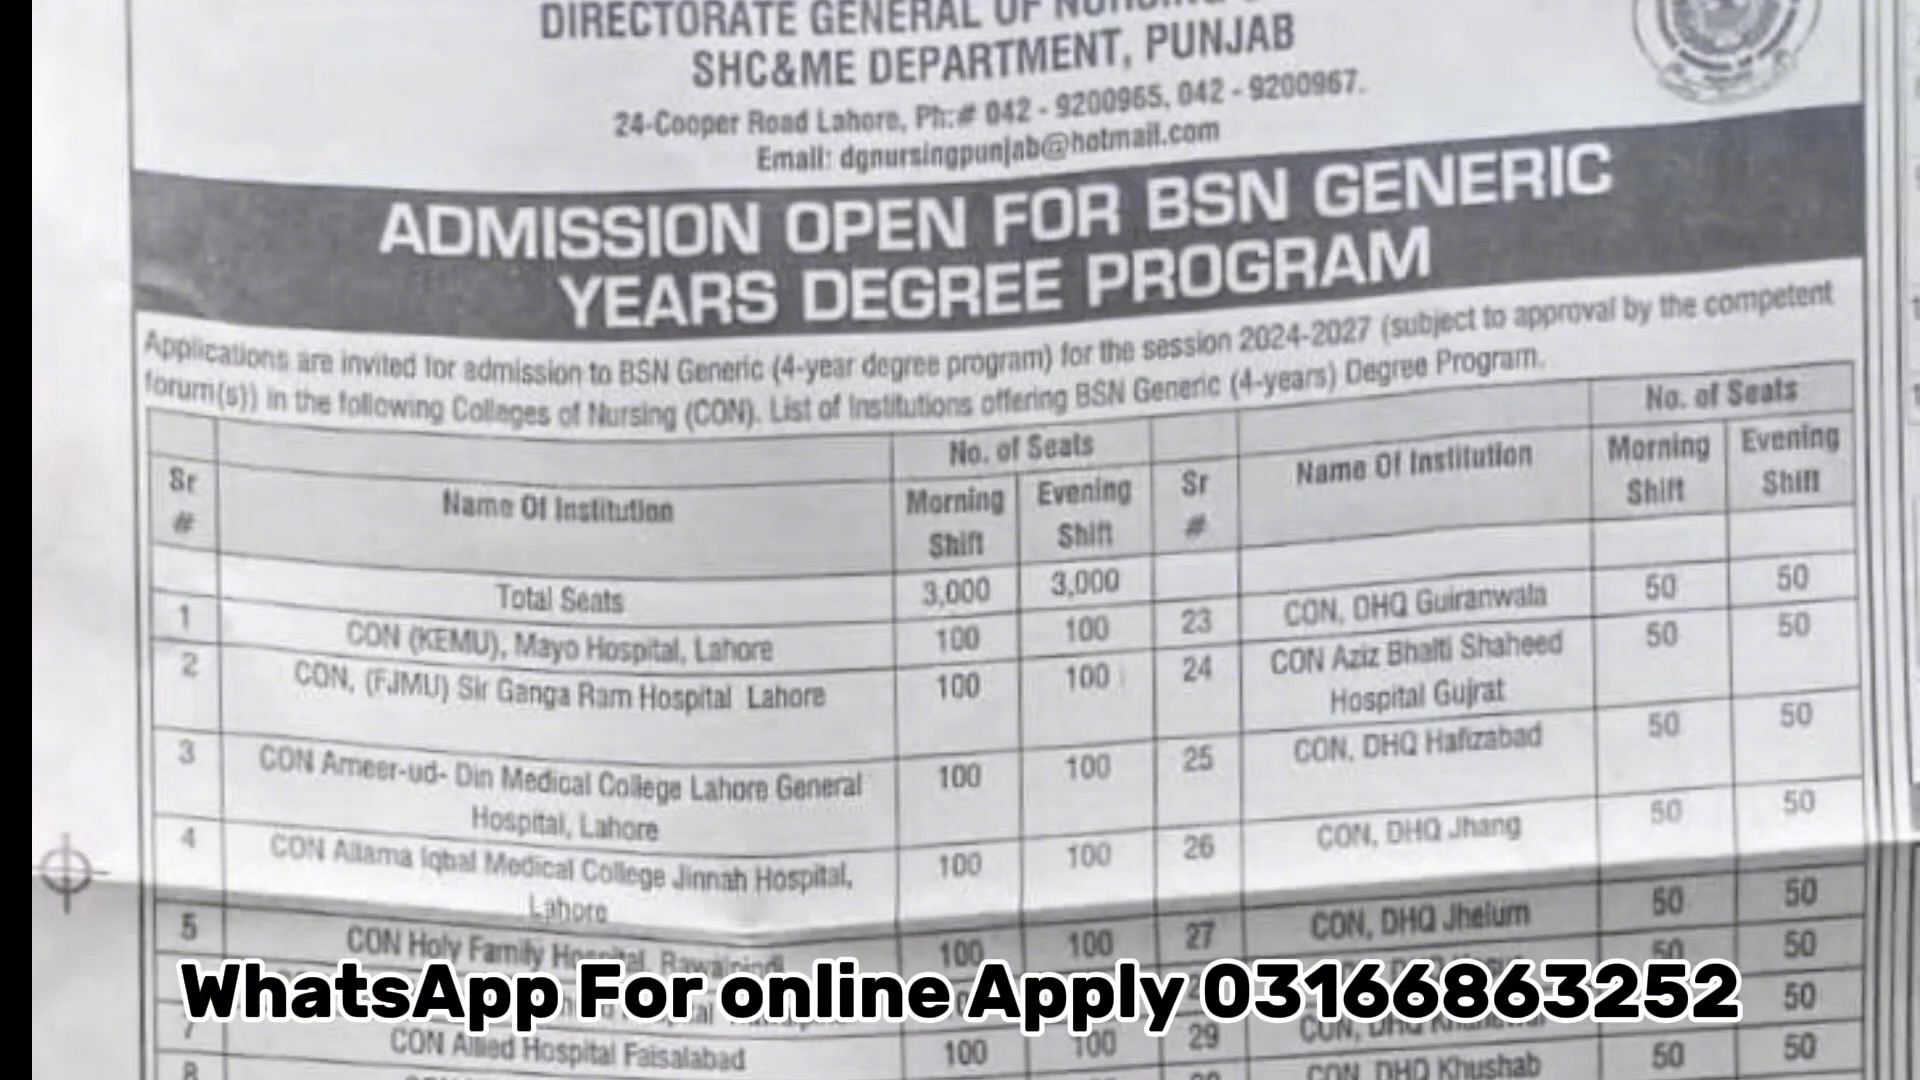 DIRECTORATE GENERAL OF
SHC&ME DEPARTMENT, PUNJAB
24-Cooper Road Lahore, Ph:# 042 - 9200965, 042 - 9200967.
Email: dgnursingpunjab@hotmail.com
ADMISSION OPEN FOR BSN GENERIC
YEARS DEGREE PROGRAM
Applications are invited for admission to BSN Generic (4-year degree program) for the session 2024-2027 (subject to approval by the competent
forum(s)) in the following Colleges of Nursing (CON). List of Institutions offering BSN Generic (4-years) Degree Program.
Sr # Name Of Institution No. of Seats Morning Shift Evening Shift Sr # Name Of Institution No. of Seats Morning Shift Evening Shift
Total Seats 3,000 3,000
1 CON (KEMU), Mayo Hospital, Lahore 100 100 23 CON, DHQ Gujranwala 50 50
2 CON, (FJMU) Sir Ganga Ram Hospital Lahore 100 100 24 CON Aziz Bhatti Shaheed
Hospital Gujrat 50 50
3 CON Ameer-ud- Din Medical College Lahore General
Hospital, Lahore 100 100 25 CON, DHQ Hafizabad 50 50
4 CON Allama Iqbal Medical College Jinnah Hospital,
Lahore 100 100 26 CON, DHQ Jhang 50 50
5 CON Holy Family Hospital, Rawalpindi 100 100 27 CON, DHQ Jhelum 50 50
50 50
WhatsApp For online Apply 03166863252
7 CON Allied Hospital Faisalabad 100 100 29 CON, DHQ 50
8 CON, DHQ Khushab 50 50